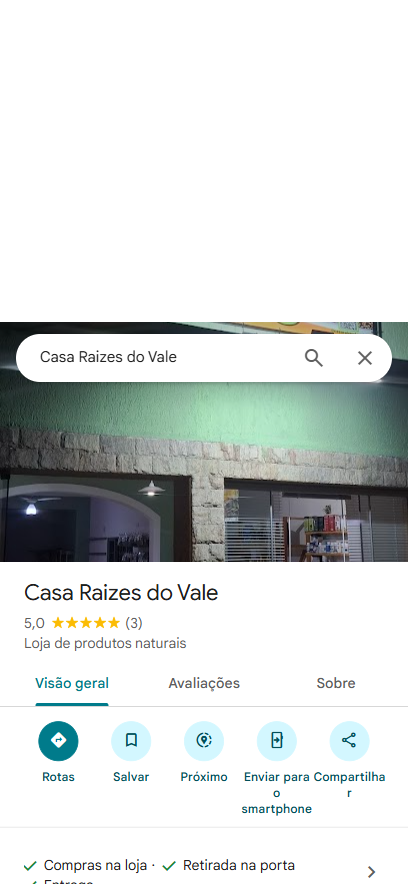 Casa Raizes do Vale
Casa Raizes do Vale
5,0 (3)
Loja de produtos naturais
Visão geral Avaliações Sobre
Rotas Salvar Próximo Enviar para o smartphone Compartilhar
Compras na loja · Retirada na porta
Entrega